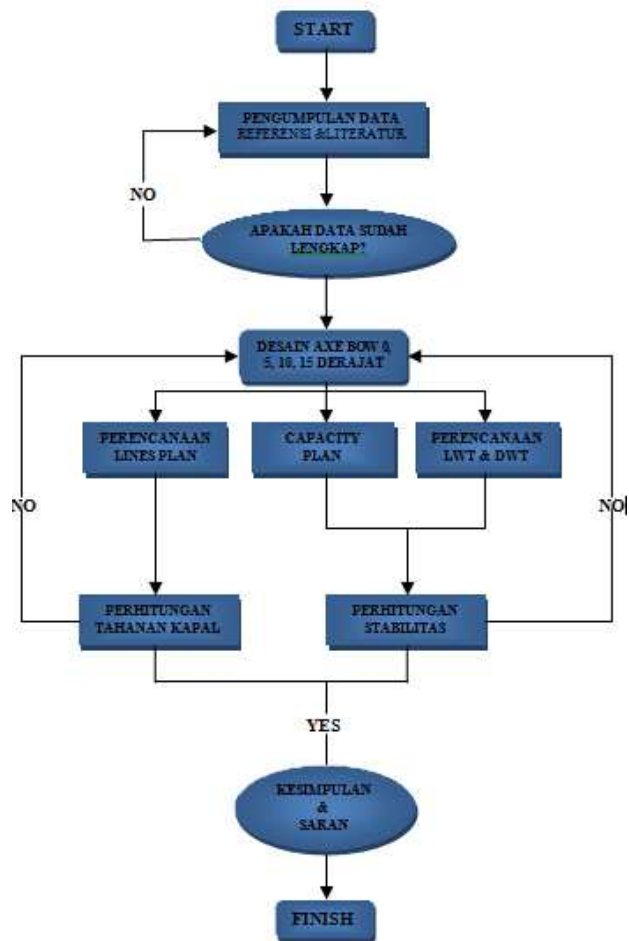 START
PENGUMPULAN DATA
REFERENSI &LITERATUR
NO
APAKAH DATA SUDAH
LENGKAP?
DESAIN AXE BOW 0,
5, 10, 15 DERAJAT
PERENCANAAN
LINES PLAN
CAPACITY
PLAN
PERENCANAAN
LWT & DWT
NO
NO
PERHITUNGAN
TAHANAN KAPAL
PERHITUNGAN
STABILITAS
YES
KESIMPULAN
&
SARAN
FINISH